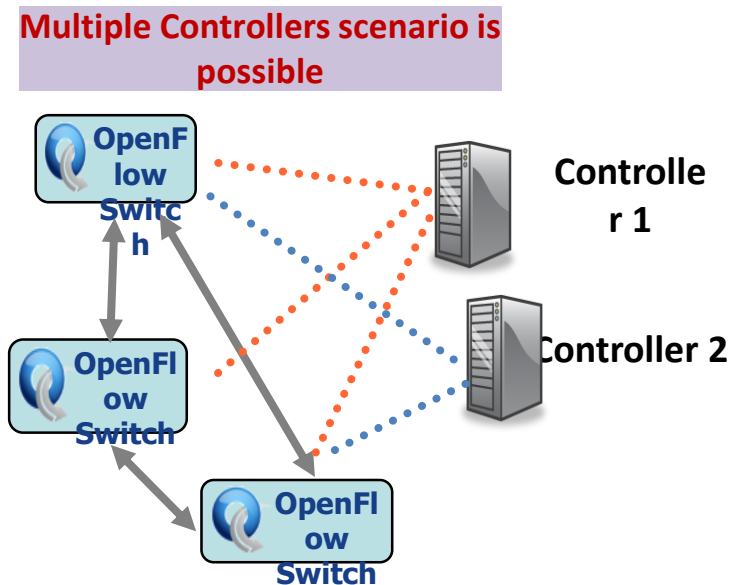 Multiple Controllers scenario is
possible
OpenF
low
Switc
h
Controlle
r 1
OpenFl
ow
Switch
Controller 2
OpenFl
ow
Switch